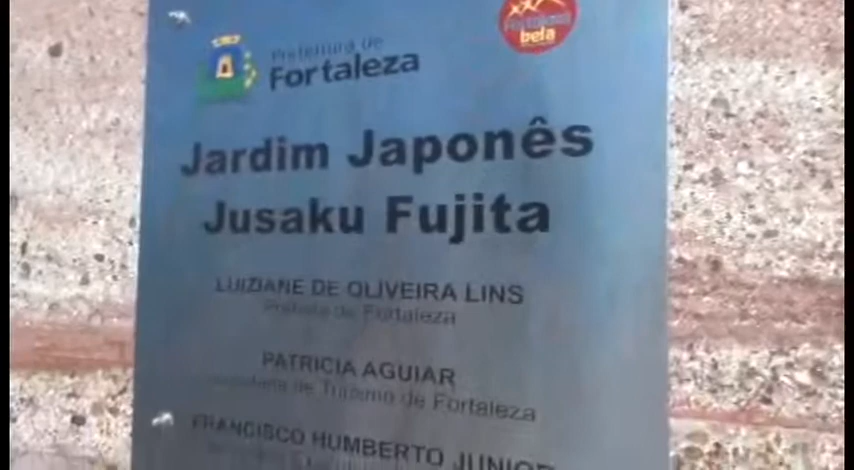 Prefeitura de
Fortaleza
Fortaleza
bela
Jardim Japonês
Jusaku Fujita
LUIZIANE DE OLIVEIRA LINS
Prefeita de Fortaleza
PATRICIA AGUIAR
de Turismo de Fortaleza
FRANCISCO HUMBERTO JUNIOR